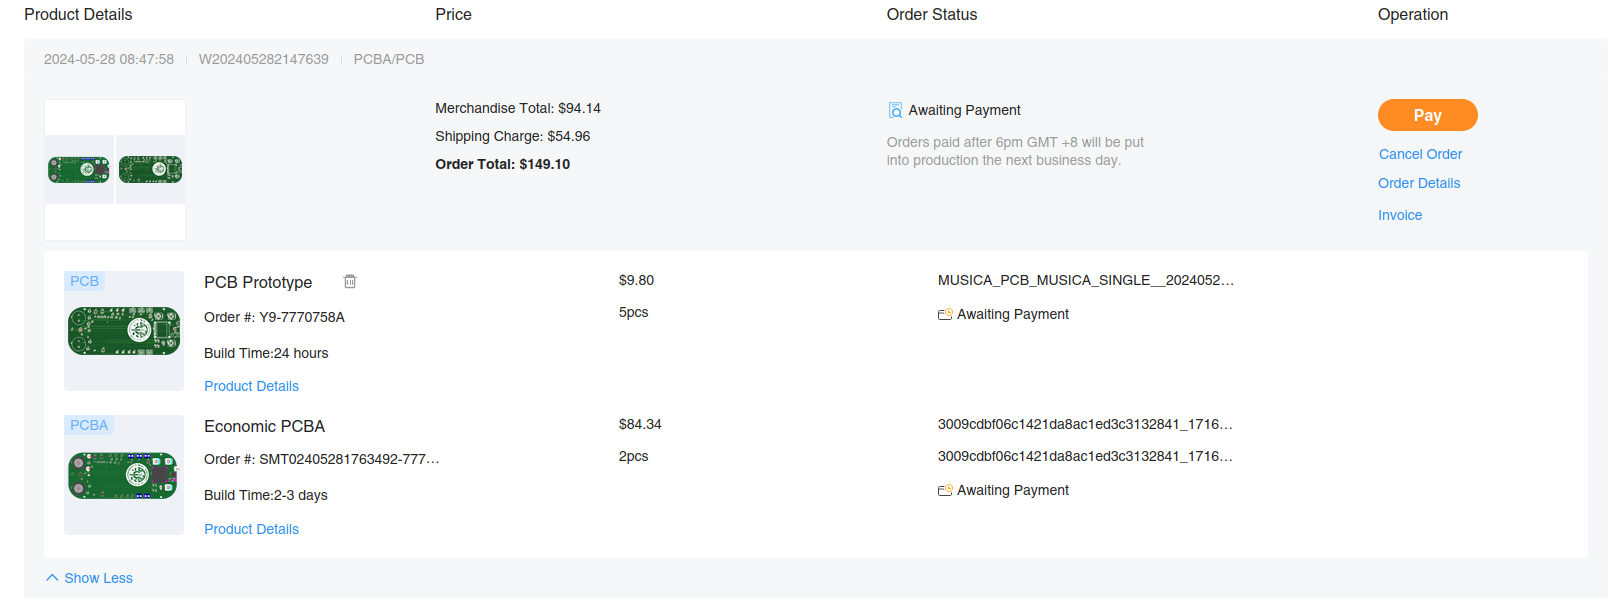 Product Details Price Order Status Operation
2024-05-28 08:47:58 | W202405282147639 | PCBA/PCB
Merchandise Total: $94.14
Shipping Charge: $54.96
Order Total: $149.10
Awaiting Payment
Orders paid after 6pm GMT +8 will be put
into production the next business day.
Pay
Cancel Order
Order Details
Invoice
PCB
PCB Prototype
Order #: Y9-7770758A
Build Time:24 hours
Product Details
$9.80
5pcs
MUSICA_PCB_MUSICA_SINGLE__2024052...
Awaiting Payment
PCBA
Economic PCBA
Order #: SMT02405281763492-777...
Build Time:2-3 days
Product Details
$84.34
2pcs
3009cdbf06c1421da8ac1ed3c3132841_1716...
3009cdbf06c1421da8ac1ed3c3132841_1716...
Awaiting Payment
Show Less